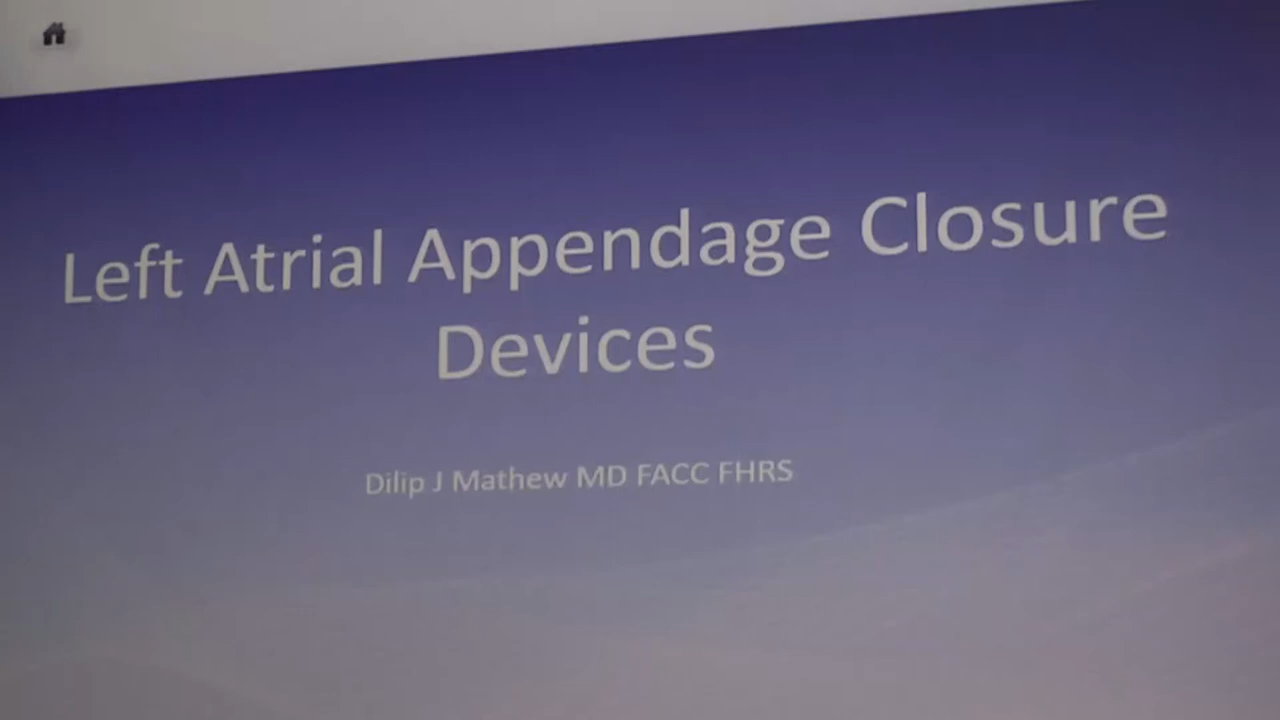 Left Atrial Appendage Closure
Devices
Dilip J Mathew MD FACC FHRS